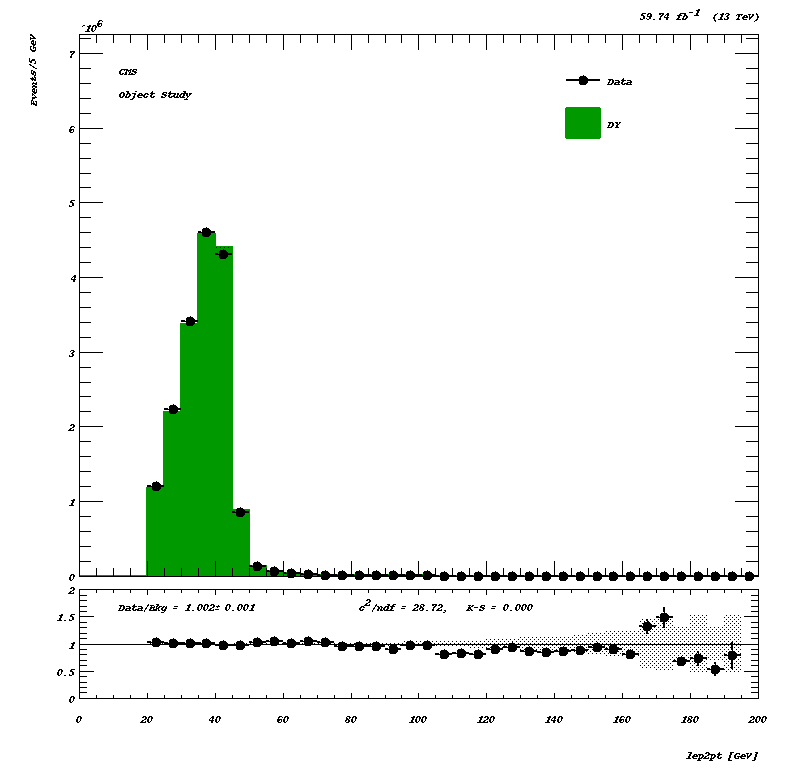 59.74 fb-1 (13 TeV)
´10^6
Events/5 GeV
7
CMS
Data
Object Study
DY
6
5
4
3
2
1
0
2
Data/Bkg = 1.002± 0.001 c2/ndf = 28.72, K-S = 0.000
1.5
1
0.5
0
0 20 40 60 80 100 120 140 160 180 200
lep2pt [GeV]